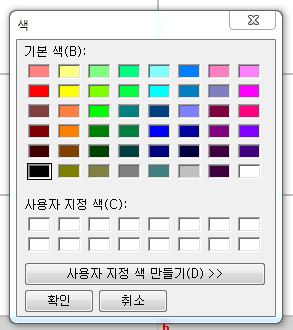 색
기본 색(B):
사용자 지정 색(C):
사용자 지정 색 만들기(D) >>
확인
취소